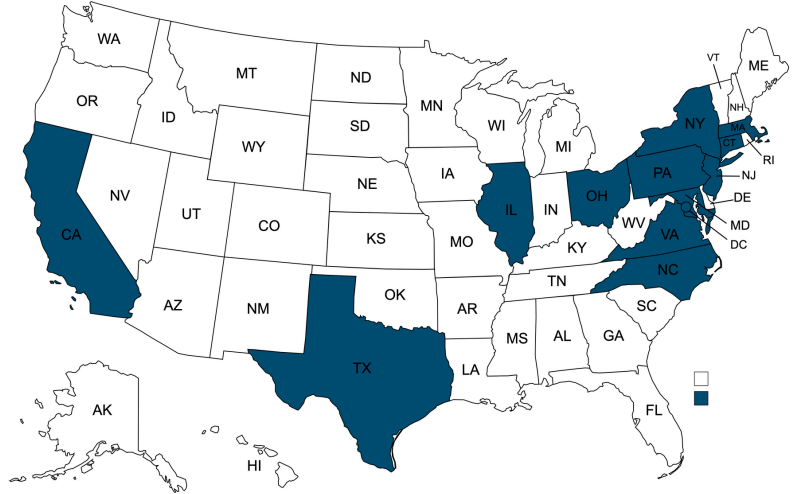 WA
VT
ME
MT
ND
OR
MN
NH
ID
SD
WI
NY
MA
WY
MI
CT
RI
IA
PA
NJ
NE
NV
OH
DE
UT
IL
IN
CO
WV
MD
CA
KS
MO
VA
DC
KY
NC
TN
OK
AZ
NM
AR
SC
MS
AL
GA
TX
LA
AK
FL
HI